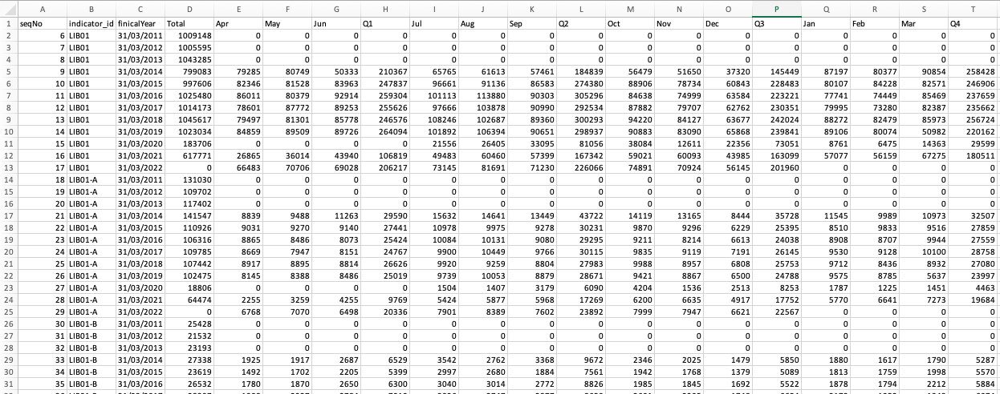 A B C D E F G H I J K L M N O P Q R S T
1 seqNo indicator_id finicalYear Total Apr May Jun Q1 Jul Aug Sep Q2 Oct Nov Dec Q3 Jan Feb Mar Q4
2 6 LIB01 31/03/2011 1009148 0 0 0 0 0 0 0 0 0 0 0 0 0 0 0 0
3 7 LIB01 31/03/2012 1005595 0 0 0 0 0 0 0 0 0 0 0 0 0 0 0 0
4 8 LIB01 31/03/2013 1043285 0 0 0 0 0 0 0 0 0 0 0 0 0 0 0 0
5 9 LIB01 31/03/2014 799083 79285 80749 50333 210367 65765 61613 57461 184839 56479 51650 37320 145449 87197 80377 90854 258428
6 10 LIB01 31/03/2015 997606 82346 81528 83963 247837 96661 91136 86583 274380 88906 78734 60843 228483 80107 84228 82571 246906
7 11 LIB01 31/03/2016 1025480 86011 80379 92914 259304 101113 113880 90303 305296 84638 74999 63584 223221 77741 74449 85469 237659
8 12 LIB01 31/03/2017 1014173 78601 87772 89253 255626 97666 103878 90990 292534 87882 79707 62762 230351 79995 73280 82387 235662
9 13 LIB01 31/03/2018 1045617 79497 81301 85778 246576 108246 102687 89360 300293 94220 84127 63677 242024 88272 82479 85973 256724
10 14 LIB01 31/03/2019 1023034 84859 89509 89726 264094 101892 106394 90651 298937 90883 83090 65868 239841 89106 80074 50982 220162
11 15 LIB01 31/03/2020 183706 0 0 0 0 21556 26405 33095 81056 38084 12611 22356 73051 8761 6475 14363 29599
12 16 LIB01 31/03/2021 617771 26865 36014 43940 106819 49483 60460 57399 167342 59021 60093 43985 163099 57077 56159 67275 180511
13 17 LIB01 31/03/2022 0 66483 70706 69028 206217 73145 81691 71230 226066 74891 70924 56145 201960 0 0 0 0
14 18 LIB01-A 31/03/2011 131030 0 0 0 0 0 0 0 0 0 0 0 0 0 0 0 0
15 19 LIB01-A 31/03/2012 109702 0 0 0 0 0 0 0 0 0 0 0 0 0 0 0 0
16 20 LIB01-A 31/03/2013 117402 0 0 0 0 0 0 0 0 0 0 0 0 0 0 0 0
17 21 LIB01-A 31/03/2014 141547 8839 9488 11263 29590 15632 14641 13449 43722 14119 13165 8444 35728 11545 9989 10973 32507
18 22 LIB01-A 31/03/2015 110926 9031 9270 9140 27441 10978 9975 9278 30231 9870 9296 6229 25395 8510 9833 9516 27859
19 23 LIB01-A 31/03/2016 106316 8865 8486 8073 25424 10084 10131 9080 29295 9211 8214 6613 24038 8908 8707 9944 27559
20 24 LIB01-A 31/03/2017 109785 8669 7947 8151 24767 9900 10449 9766 30115 9835 9119 7191 26145 9530 9128 10100 28758
21 25 LIB01-A 31/03/2018 107442 8917 8895 8814 26626 9920 9259 8804 27983 9988 8957 6808 25753 9712 8436 8932 27080
22 26 LIB01-A 31/03/2019 102475 8145 8388 8486 25019 9739 10053 8879 28671 9421 8867 6500 24788 9575 8785 5637 23997
23 27 LIB01-A 31/03/2020 18806 0 0 0 0 1504 1407 3179 6090 4204 1536 2513 8253 1787 1225 1451 4463
24 28 LIB01-A 31/03/2021 64474 2255 3259 4255 9769 5424 5877 5968 17269 6200 6635 4917 17752 5770 6641 7273 19684
25 29 LIB01-A 31/03/2022 0 6768 7070 6498 20336 7901 8389 7602 23892 7999 7947 6621 22567 0 0 0 0
26 30 LIB01-B 31/03/2011 25428 0 0 0 0 0 0 0 0 0 0 0 0 0 0 0 0
27 31 LIB01-B 31/03/2012 21532 0 0 0 0 0 0 0 0 0 0 0 0 0 0 0 0
28 32 LIB01-B 31/03/2013 23193 0 0 0 0 0 0 0 0 0 0 0 0 0 0 0 0
29 33 LIB01-B 31/03/2014 27338 1925 1917 2687 6529 3542 2762 3368 9672 2346 2025 1479 5850 1880 1617 1790 5287
30 34 LIB01-B 31/03/2015 23619 1492 1702 2205 5399 2997 2680 1884 7561 1942 1768 1379 5089 1813 1759 1998 5570
31 35 LIB01-B 31/03/2016 26532 1780 1870 2650 6300 3040 3014 2772 8826 1985 1845 1692 5522 1878 1794 2212 5884